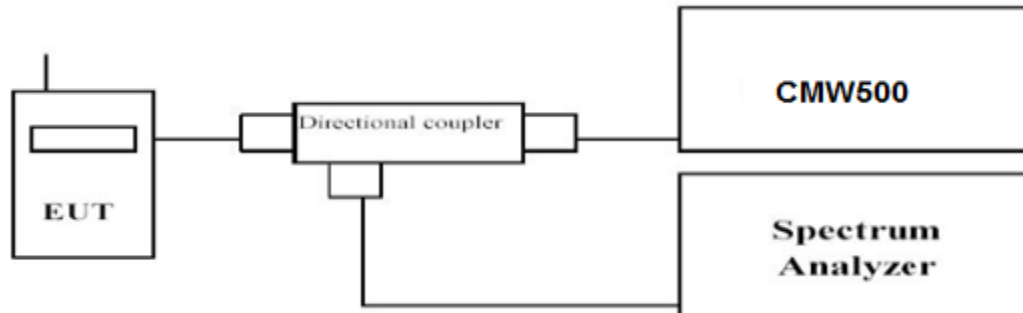 CMW500
Directional coupler
EUT
Spectrum
Analyzer